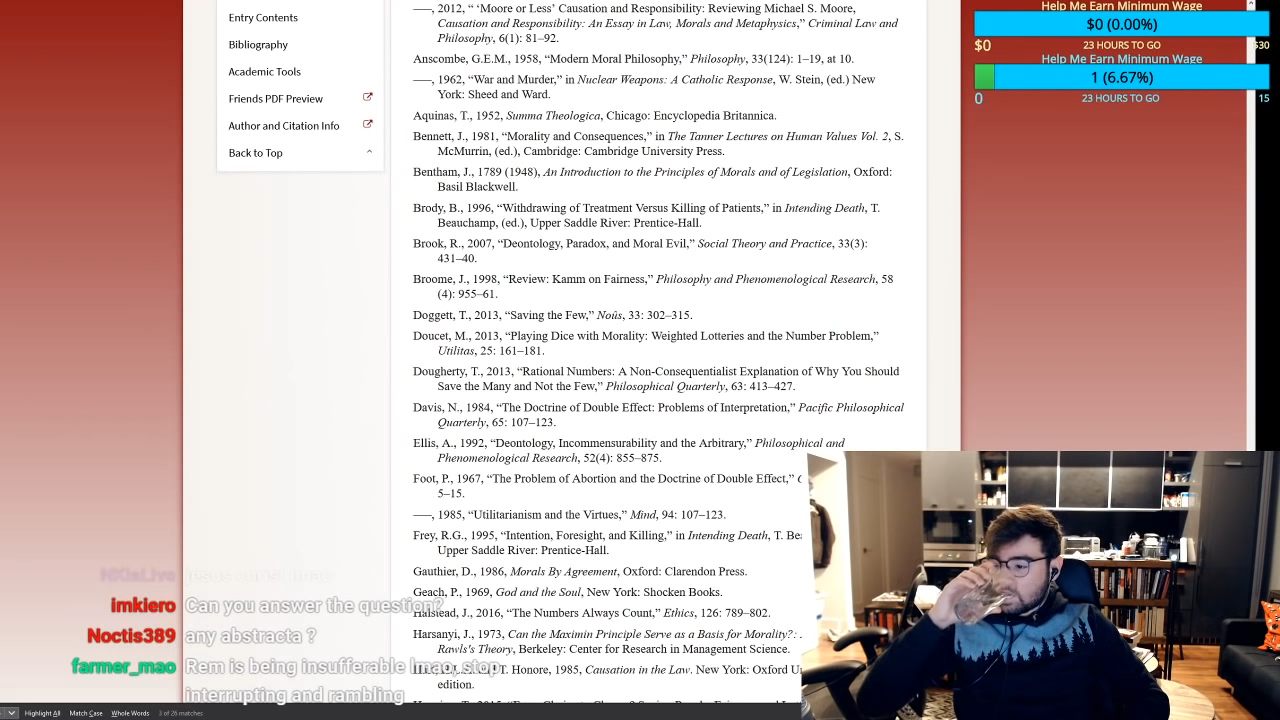 Entry Contents
Bibliography
Academic Tools
Friends PDF Preview
Author and Citation Info
Back to Top
–––, 2012, “ ‘Moore or Less’ Causation and Responsibility: Reviewing Michael S. Moore,
Causation and Responsibility: An Essay in Law, Morals and Metaphysics,” Criminal Law and
Philosophy, 6(1): 81–92.
Anscombe, G.E.M., 1958, “Modern Moral Philosophy,” Philosophy, 33(124): 1–19, at 10.
–––, 1962, “War and Murder,” in Nuclear Weapons: A Catholic Response, W. Stein, (ed.) New
York: Sheed and Ward.
Aquinas, T., 1952, Summa Theologica, Chicago: Encyclopedia Britannica.
Bennett, J., 1981, “Morality and Consequences,” in The Tanner Lectures on Human Values Vol. 2, S.
McMurrin, (ed.), Cambridge: Cambridge University Press.
Bentham, J., 1789 (1948), An Introduction to the Principles of Morals and of Legislation, Oxford:
Basil Blackwell.
Brody, B., 1996, “Withdrawing of Treatment Versus Killing of Patients,” in Intending Death, T.
Beauchamp, (ed.), Upper Saddle River: Prentice-Hall.
Brook, R., 2007, “Deontology, Paradox, and Moral Evil,” Social Theory and Practice, 33(3):
431–40.
Broome, J., 1998, “Review: Kamm on Fairness,” Philosophy and Phenomenological Research, 58
(4): 955–61.
Doggett, T., 2013, “Saving the Few,” Noûs, 33: 302–315.
Doucet, M., 2013, “Playing Dice with Morality: Weighted Lotteries and the Number Problem,”
Utilitas, 25: 161–181.
Dougherty, T., 2013, “Rational Numbers: A Non-Consequentialist Explanation of Why You Should
Save the Many and Not the Few,” Philosophical Quarterly, 63: 413–427.
Davis, N., 1984, “The Doctrine of Double Effect: Problems of Interpretation,” Pacific Philosophical
Quarterly, 65: 107–123.
Ellis, A., 1992, “Deontology, Incommensurability and the Arbitrary,” Philosophical and
Phenomenological Research, 52(4): 855–875.
Foot, P., 1967, “The Problem of Abortion and the Doctrine of Double Effect,”
5–15.
–––, 1985, “Utilitarianism and the Virtues,” Mind, 94: 107–123.
Frey, R.G., 1995, “Intention, Foresight, and Killing,” in Intending Death, T.
Upper Saddle River: Prentice-Hall.
Gauthier, D., 1986, Morals By Agreement, Oxford: Clarendon Press.
Geach, P., 1969, God and the Soul, New York: Shocken Books.
Halstead, J., 2016, “The Numbers Always Count,” Ethics, 126: 789–802.
Harsanyi, J., 1973, Can the Maximin Principle Serve as a Basis for Morality?:
Rawls's Theory, Berkeley: Center for Research in Management Science.
T. Honore, 1985, Causation in the Law. New York: Oxford
edition.
Help Me Earn Minimum Wage
$0 (0.00%)
$0 23 HOURS TO GO $30
Help Me Earn Minimum Wage
1 (6.67%)
0 23 HOURS TO GO 15
imkiero Can you answer the question?
Noctis389 any abstracta ?
farmer_mao Rem is being insufferable lmao, stop
interrupting and rambling
Highlight All Match Case Whole Words 3 of 26 matches